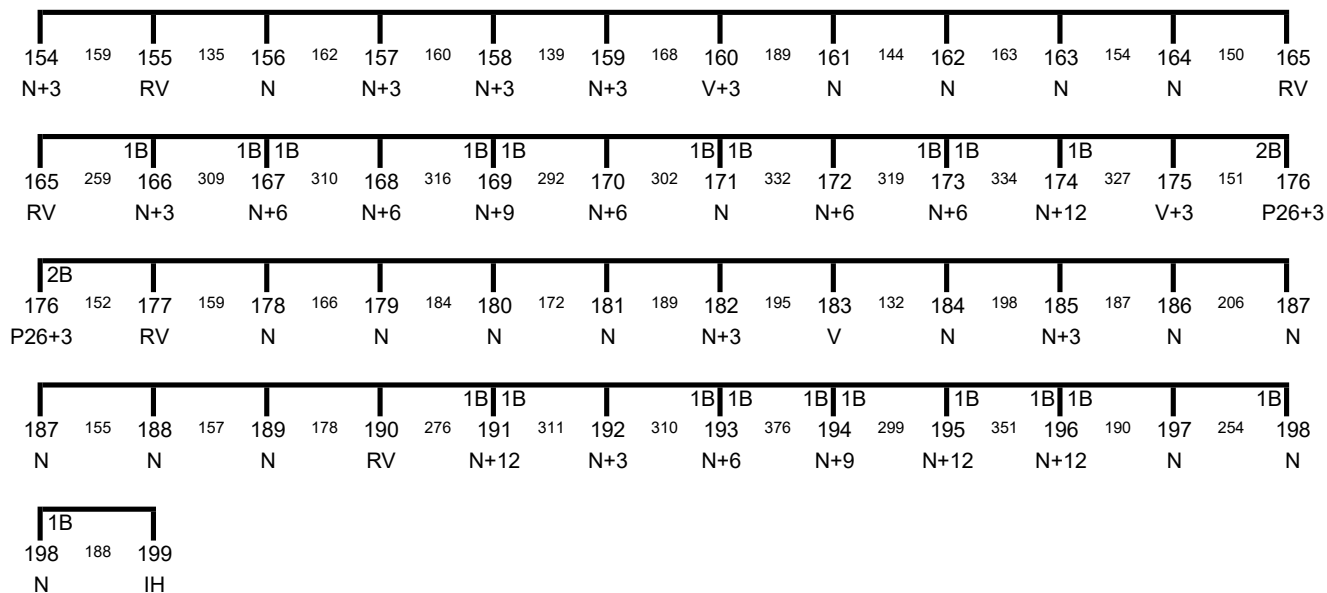 154 159 155 135 156 162 157 160 158 139 159 168 160 189 161 144 162 163 163 154 164 150 165
N+3 RV N N+3 N+3 N+3 V+3 N N N N RV
1B 1B 1B 1B 1B 1B 1B 1B 1B 1B 2B
165 259 166 309 167 310 168 316 169 292 170 302 171 332 172 319 173 334 174 327 175 151 176
RV N+3 N+6 N+6 N+9 N+6 N N+6 N+6 N+12 V+3 P26+3
2B
176 152 177 159 178 166 179 184 180 172 181 189 182 195 183 132 184 198 185 187 186 206 187
P26+3 RV N N N N N+3 V N N+3 N N
1B 1B 1B 1B 1B 1B 1B 1B 1B 1B
187 155 188 157 189 178 190 276 191 311 192 310 193 376 194 299 195 351 196 190 197 254 198
N N N RV N+12 N+3 N+6 N+9 N+12 N+12 N N
1B
198 188 199
N IH